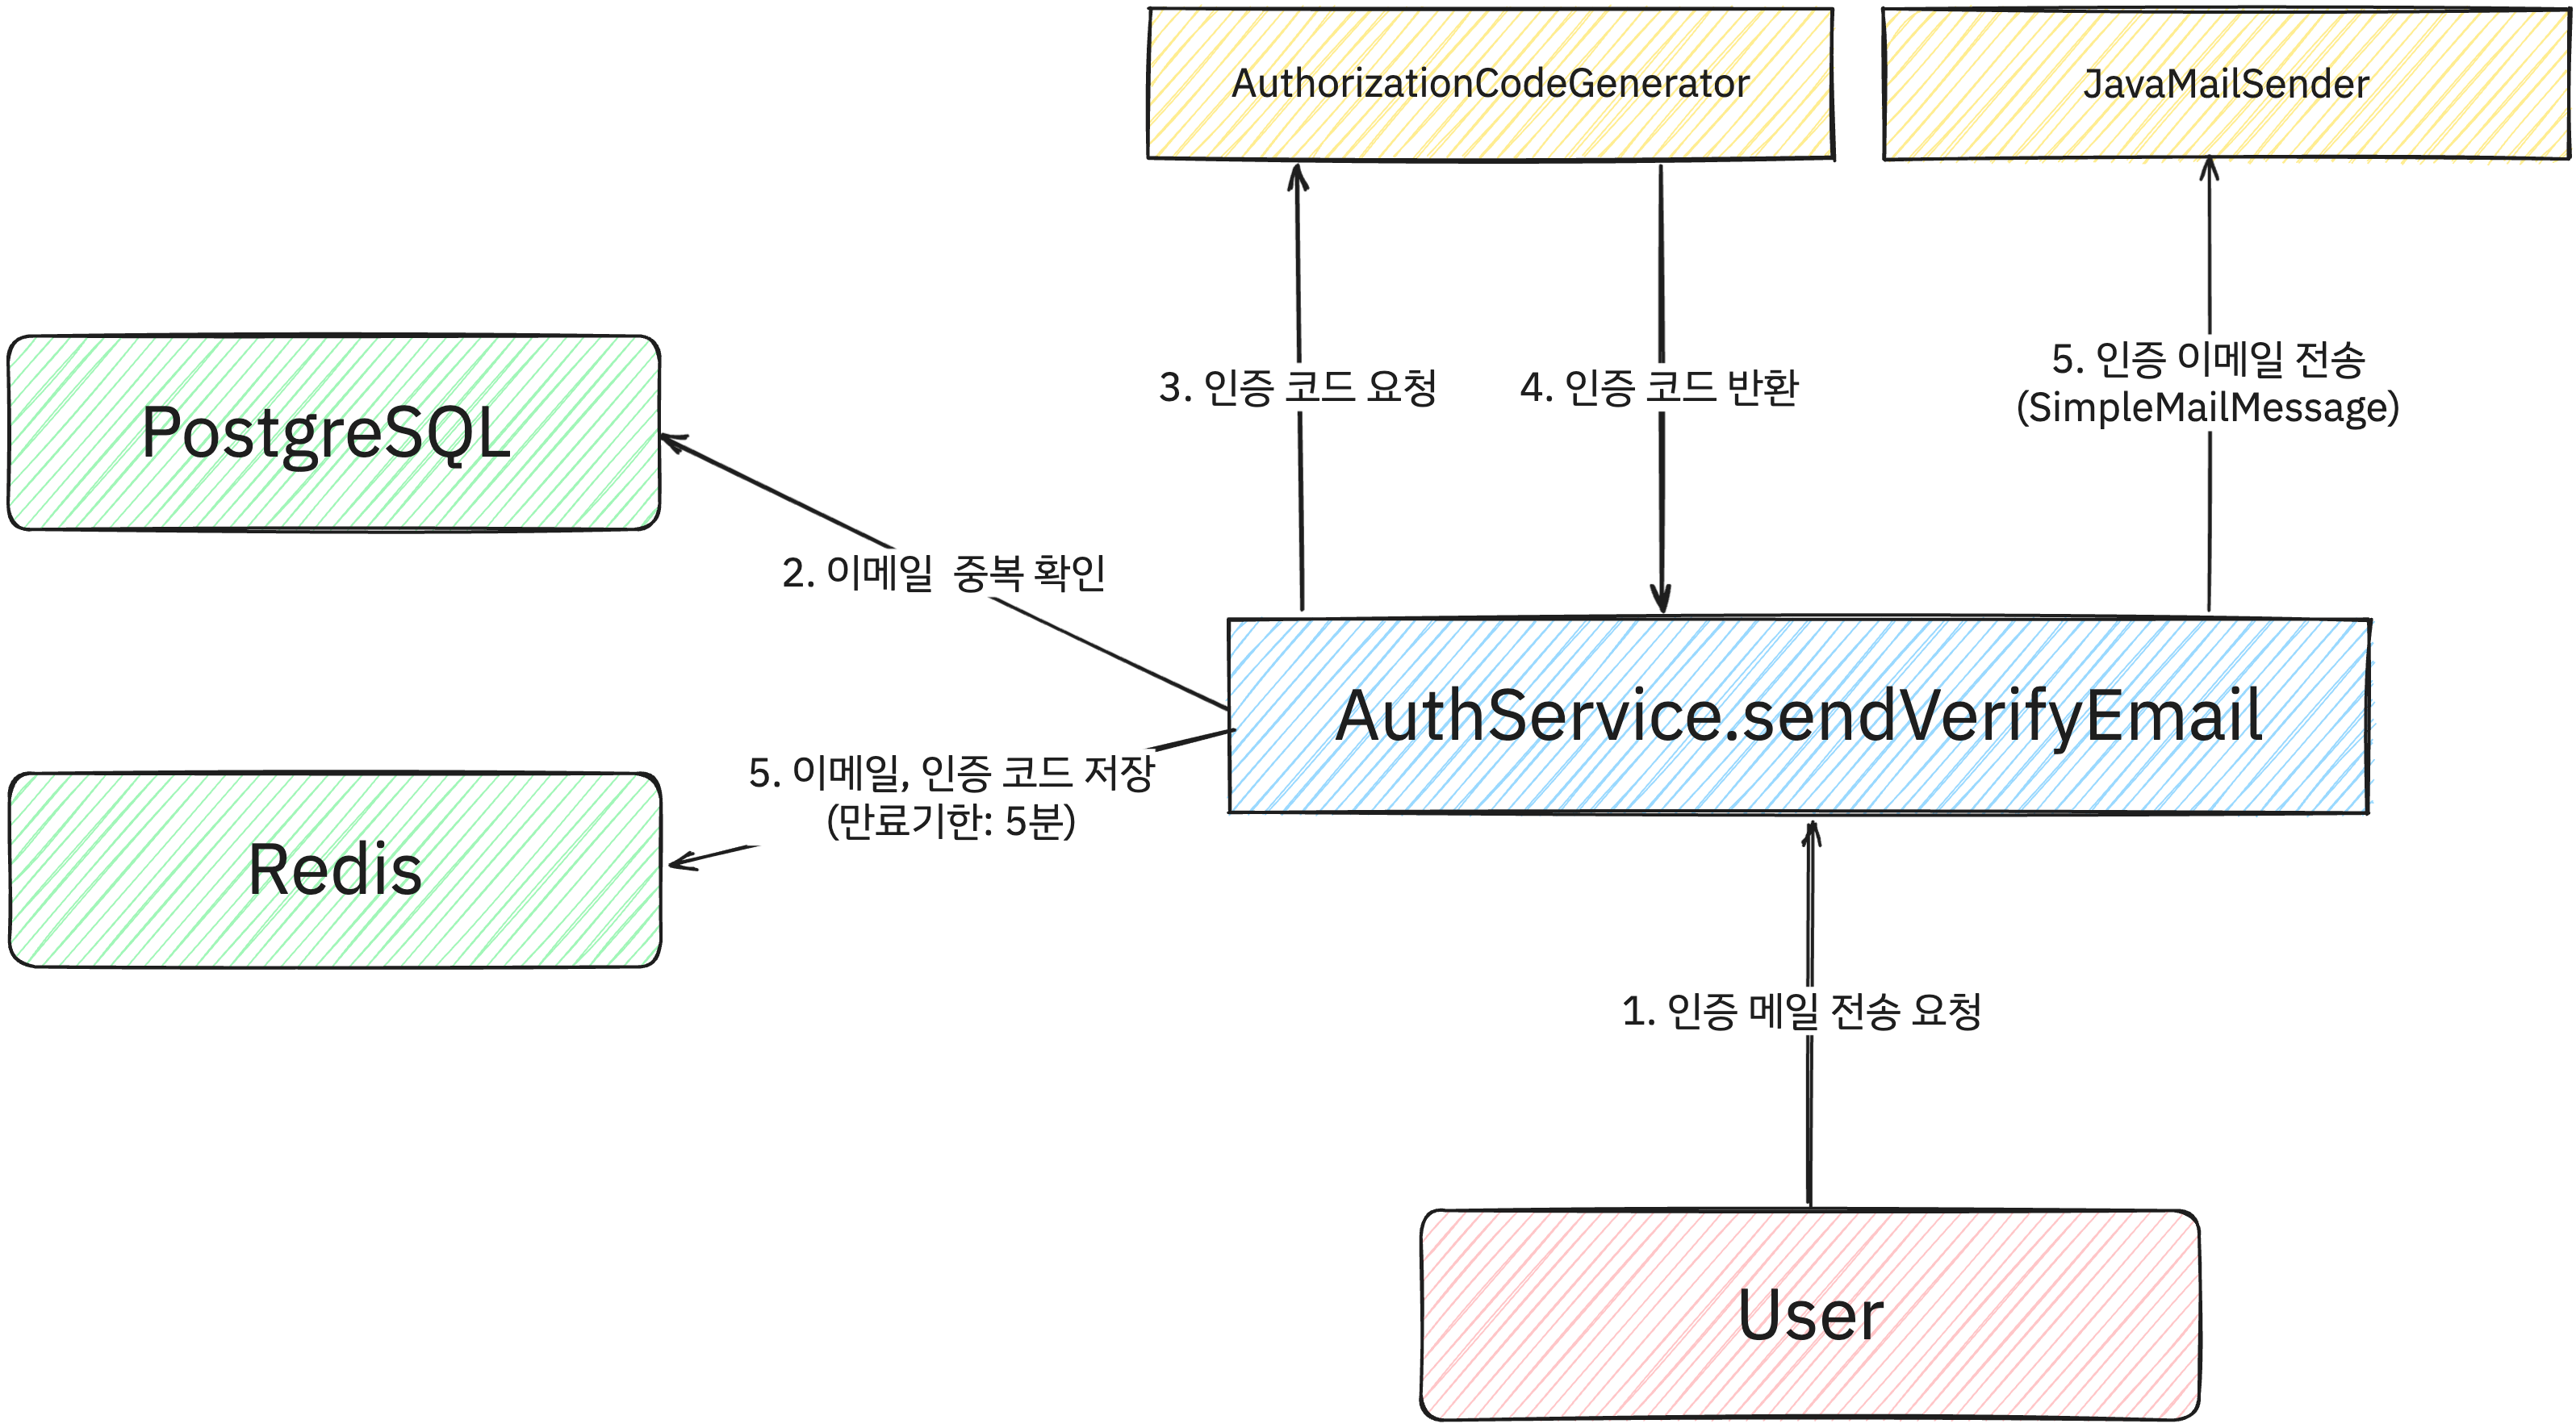 AuthorizationCodeGenerator
JavaMailSender
PostgreSQL
3. 인증 코드 요청
4. 인증 코드 반환
5. 인증 이메일 전송
(SimpleMailMessage)
2. 이메일  중복 확인
AuthService.sendVerifyEmail
5. 이메일, 인증 코드 저장
(만료기한: 5분)
Redis
1. 인증 메일 전송 요청
User